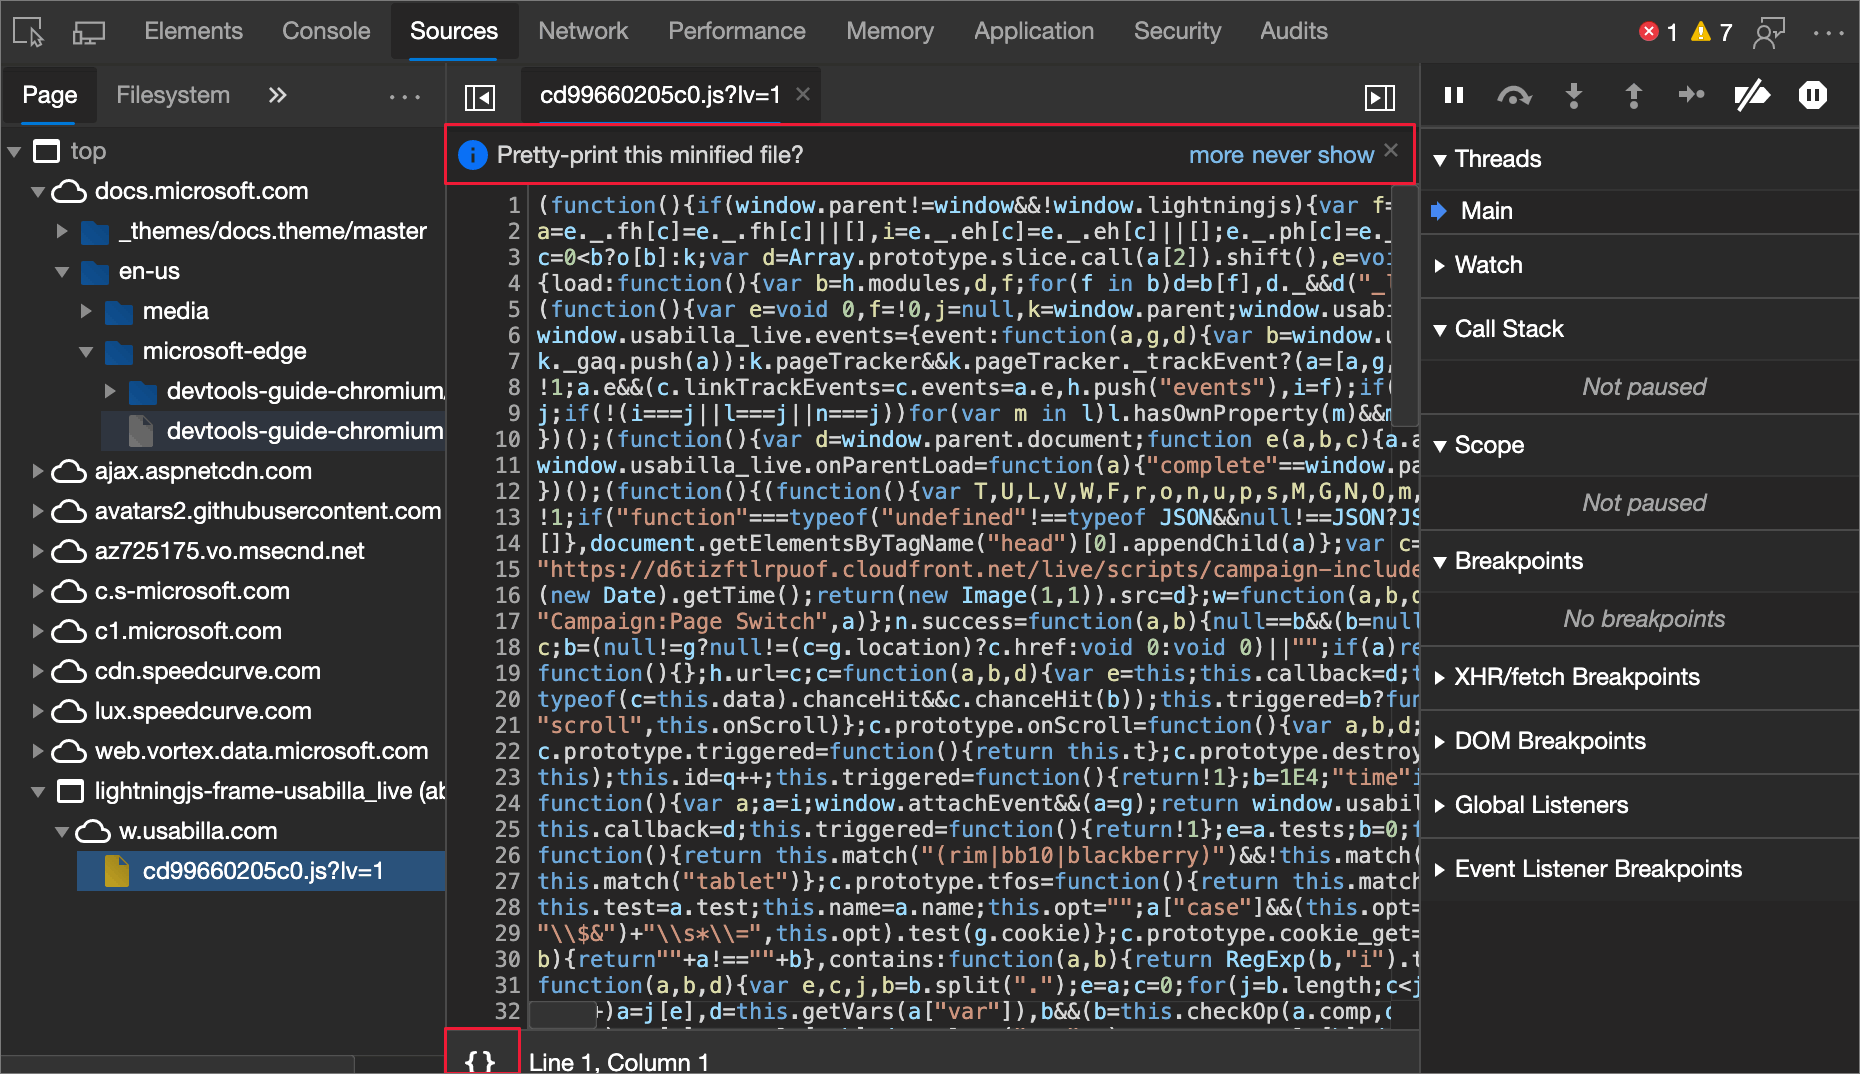 Elements Console Sources Network Performance Memory Application Security Audits 1 7
Page Filesystem
cd99660205c0.js?lv=1
top
docs.microsoft.com
_themes/docs.theme/master
en-us
media
microsoft-edge
devtools-guide-chromium/
devtools-guide-chromium
ajax.aspnetcdn.com
avatars2.githubusercontent.com
az725175.vo.msecnd.net
c.s-microsoft.com
c1.microsoft.com
cdn.speedcurve.com
lux.speedcurve.com
web.vortex.data.microsoft.com
lightningjs-frame-usabilla_live (ab
w.usabilla.com
cd99660205c0.js?lv=1
Pretty-print this minified file? more never show
1 (function(){if(window.parent!=window&&!window.lightningjs){var f=
2 a=e._.fh[c]=e._.fh[c]||[],i=e._.eh[c]=e._.eh[c]||[];e._.ph[c]=e._
3 c=0<b?o[b]:k;var d=Array.prototype.slice.call(a[2]).shift(),e=voi
4 {load:function(){var b=h.modules,d,f;for(f in b)d=b[f],d._&&d("_l
5 (function(){var e=void 0,f=!0,j=null,k=window.parent;window.usabi
6 window.usabilla_live.events={event:function(a,g,d){var b=window.u
7 k._gaq.push(a)):k.pageTracker&&k.pageTracker._trackEvent?(a=[a,g,
8 !1;a.e&&(c.linkTrackEvents=c.events=a.e,h.push("events"),i=f);if(
9 j;if(!(i===j||l===j||n===j))for(var m in l)l.hasOwnProperty(m)&&m
10 })();(function(){var d=window.parent.document;function e(a,b,c){a.a
11 window.usabilla_live.onParentLoad=function(a){"complete"==window.pa
12 })();(function(){(function(){var T,U,L,V,W,F,r,o,n,u,p,s,M,G,N,O,m,
13 !1;if("function"===typeof("undefined"!==typeof JSON&&null!==JSON?JS
14 []},document.getElementsByTagName("head")[0].appendChild(a)};var c=
15 "https://d6tizftlrpuof.cloudfront.net/live/scripts/campaign-include
16 (new Date).getTime();return(new Image(1,1)).src=d};w=function(a,b,c
17 "Campaign:Page Switch",a)};n.success=function(a,b){null==b&&(b=null
18 c;b=(null!=g?null!=(c=g.location)?c.href:void 0:void 0)||"";if(a)re
19 function(){};h.url=c;c=function(a,b,d){var e=this;this.callback=d;t
20 typeof(c=this.data).chanceHit&&c.chanceHit(b));this.triggered=b?fun
21 "scroll",this.onScroll)};c.prototype.onScroll=function(){var a,b,d;
22 c.prototype.triggered=function(){return this.t};c.prototype.destroy
23 this);this.id=q++;this.triggered=function(){return!1};b=1E4;"time"i
24 function(){var a;a=i;window.attachEvent&&(a=g);return window.usabil
25 this.callback=d;this.triggered=function(){return!1};e=a.tests;b=0;f
26 function(){return this.match("(rim|bb10|blackberry)")&&!this.match(
27 this.match("tablet")};c.prototype.tfos=function(){return this.match
28 this.test=a.test;this.name=a.name;this.opt="";a["case"]&&(this.opt=
29 "\\$&")+"\\s*\\=",this.opt).test(g.cookie)};c.prototype.cookie_get=
30 b){return""+a!==""+b},contains:function(a,b){return RegExp(b,"i").t
31 function(a,b,d){var e,c,j,b=b.split(".");e=a;c=0;for(j=b.length;c<j
32 )a=j[e],d=this.getVars(a["var"]),b&&(b=this.checkOp(a.comp,c
{} Line 1, Column 1
Threads
Main
Watch
Call Stack
Not paused
Scope
Not paused
Breakpoints
No breakpoints
XHR/fetch Breakpoints
DOM Breakpoints
Global Listeners
Event Listener Breakpoints